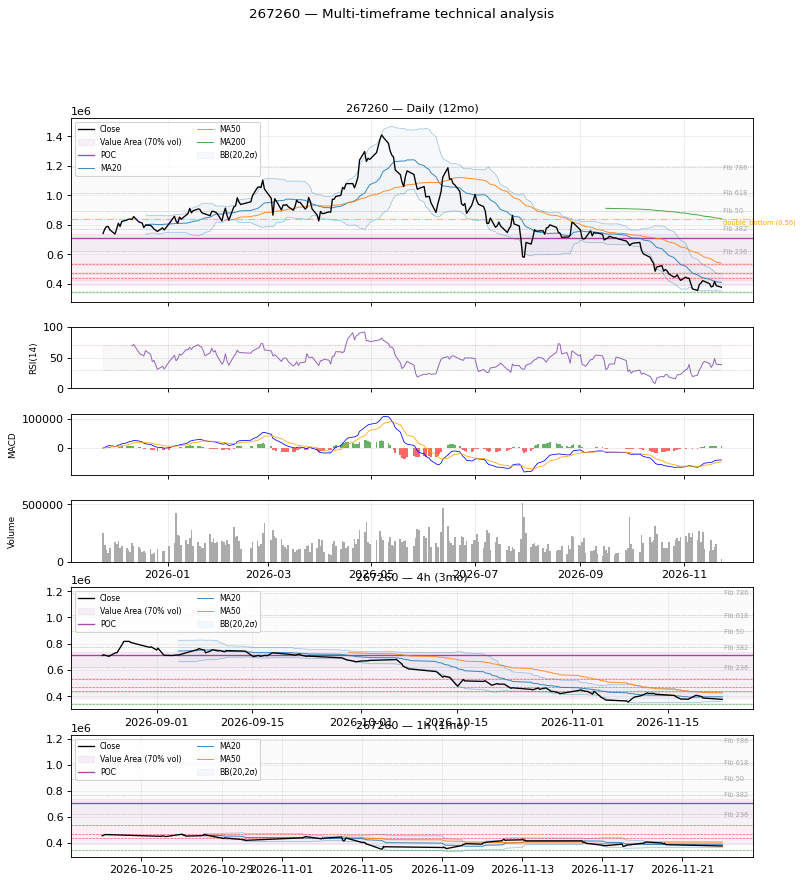 267260 — Multi-timeframe technical analysis
267260 — Daily (12mo)
1e6
Close
Value Area (70% vol)
POC
MA20
MA50
MA200
BB(20,2σ)
1.4
1.2
1.0
0.8
0.6
0.4
Fib 786
Fib 618
Fib 50
double_bottom (0.56)
Fib 382
Fib 236
RSI(14)
100
50
0
MACD
100000
0
Volume
500000
0
2026-01
2026-03
2026-05
2026-07
2026-09
2026-11
267260 — 4h (3mo)
1e6
Close
Value Area (70% vol)
POC
MA20
MA50
BB(20,2σ)
1.2
1.0
0.8
0.6
0.4
Fib 786
Fib 618
Fib 50
Fib 382
Fib 236
2026-09-01
2026-09-15
2026-10-01
2026-10-15
2026-11-01
2026-11-15
267260 — 1h (1mo)
1e6
Close
Value Area (70% vol)
POC
MA20
MA50
BB(20,2σ)
1.2
1.0
0.8
0.6
0.4
Fib 786
Fib 618
Fib 50
Fib 382
Fib 236
2026-10-25
2026-10-29
2026-11-01
2026-11-05
2026-11-09
2026-11-13
2026-11-17
2026-11-21